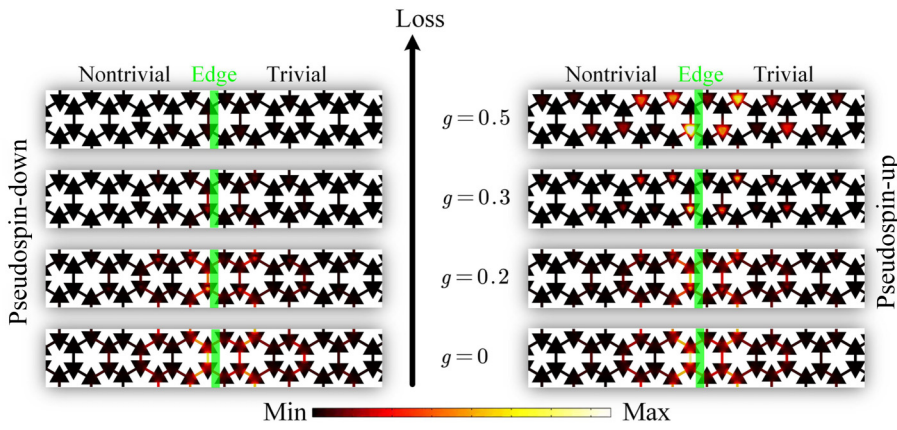 Loss
Nontrivial Edge Trivial
Nontrivial Edge Trivial
Pseudospin-down
Pseudospin-up
g = 0.5
g = 0.3
g = 0.2
g = 0
Min Max